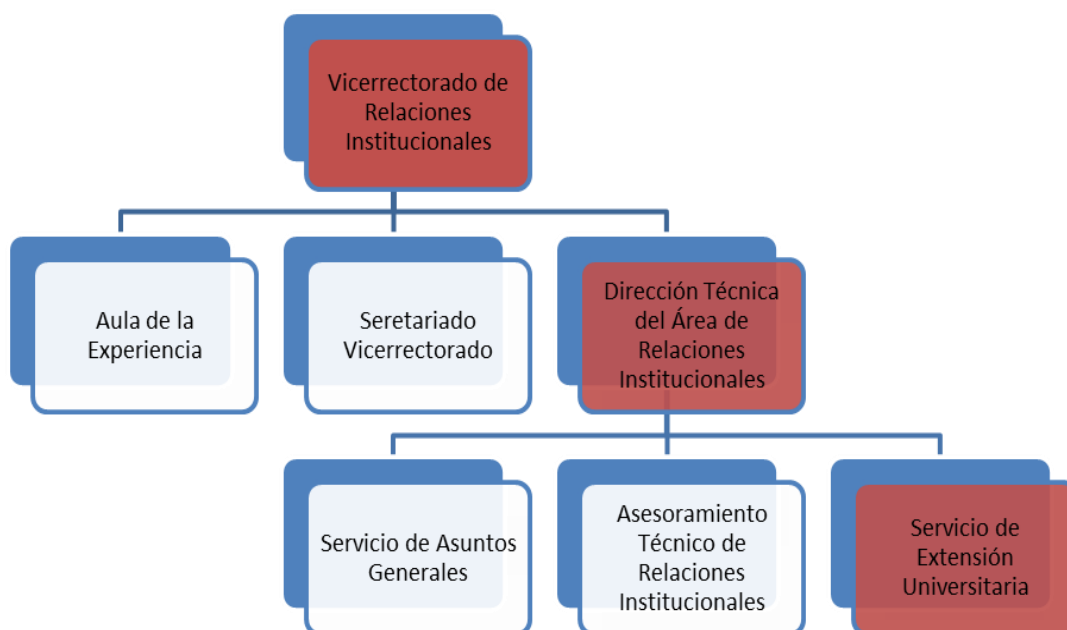 Vicerrectorado de
Relaciones
Institucionales
Aula de la
Experiencia
Seretariado
Vicerrectorado
Dirección Técnica
del Área de
Relaciones
Institucionales
Servicio de Asuntos
Generales
Asesoramiento
Técnico de
Relaciones
Institucionales
Servicio de
Extensión
Universitaria